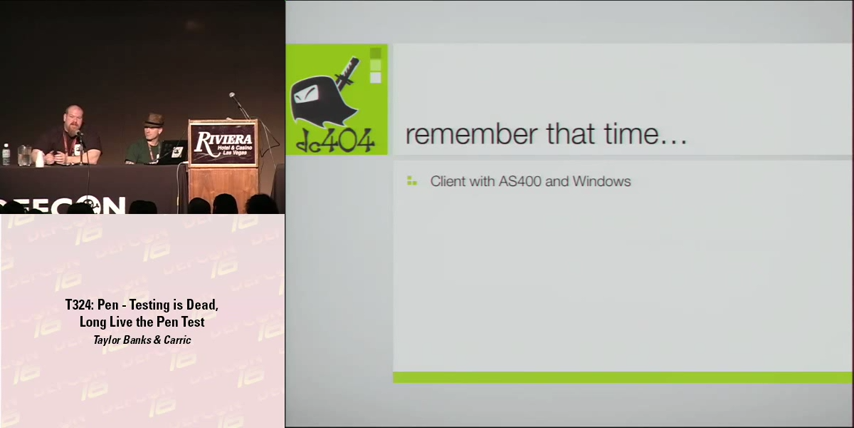 RIVIERA
Hotel & Casino
Las Vegas
DEFCON
T324: Pen - Testing is Dead,
Long Live the Pen Test
Taylor Banks & Carric
dc404
remember that time…
Client with AS400 and Windows